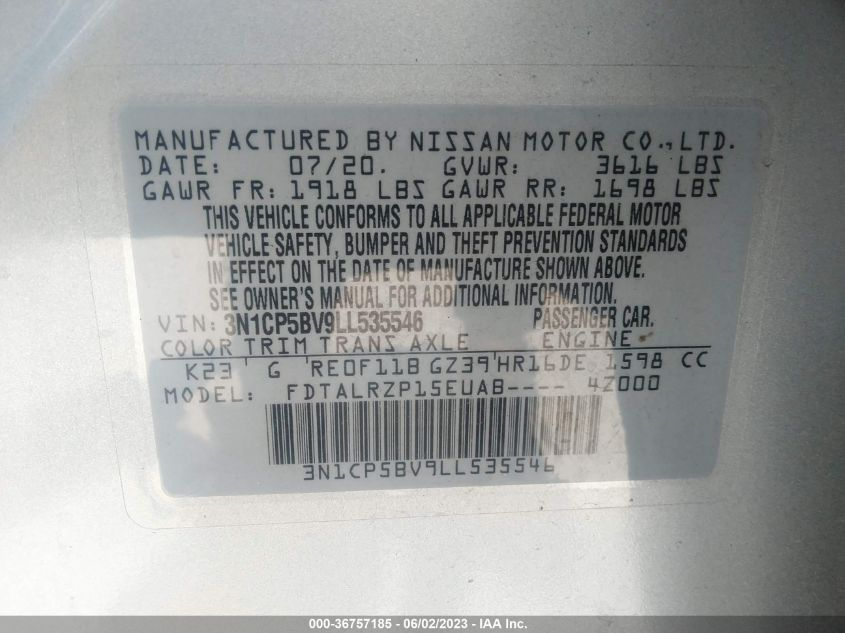 MANUFACTURED BY NISSAN MOTOR CO., LTD.
DATE: 07/20. GVWR: 3616 LBS
GAWR FR: 1918 LBS GAWR RR: 1698 LBS
THIS VEHICLE CONFORMS TO ALL APPLICABLE FEDERAL MOTOR
VEHICLE SAFETY, BUMPER AND THEFT PREVENTION STANDARDS
IN EFFECT ON THE DATE OF MANUFACTURE SHOWN ABOVE.
SEE OWNER'S MANUAL FOR ADDITIONAL INFORMATION.
VIN: 3N1CP5BV9LL535546 PASSENGER CAR.
COLOR TRIM TRANS AXLE ENGINE
K23 G RE0F11B GZ39 HR16DE 1598 CC
MODEL: FDTALRZP15EUAB---- 4Z000
3N1CP5BV9LL535546
000-36757185 - 06/02/2023 - IAA Inc.